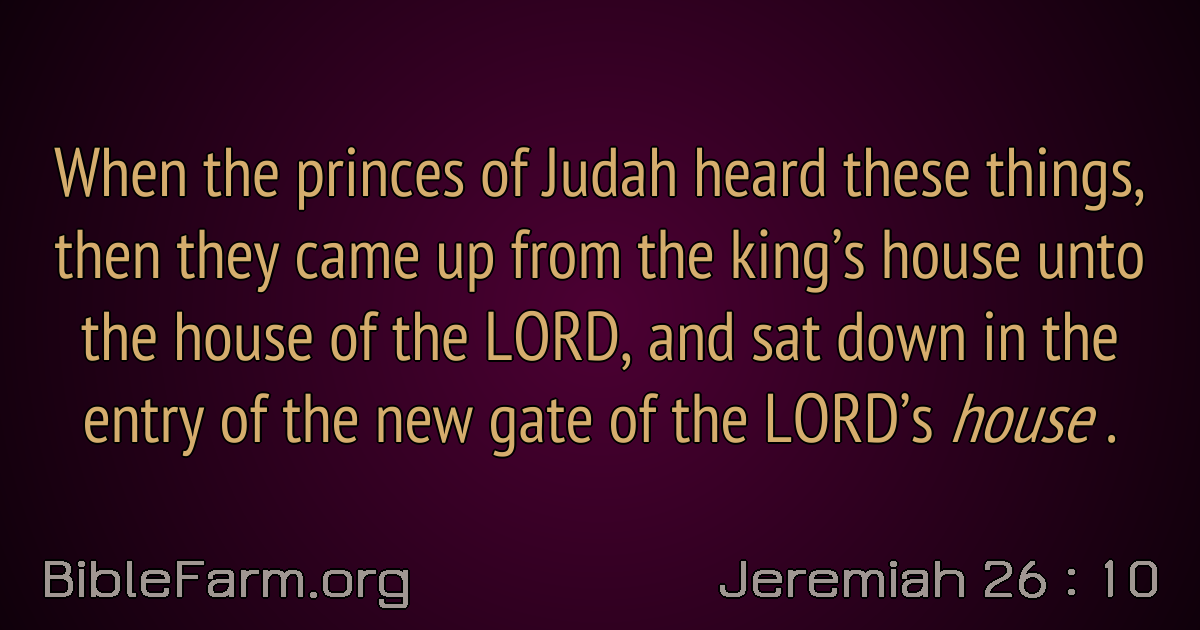 When the princes of Judah heard these things,
then they came up from the king’s house unto
the house of the LORD, and sat down in the
entry of the new gate of the LORD’s house .
BibleFarm.org
Jeremiah 26 : 10